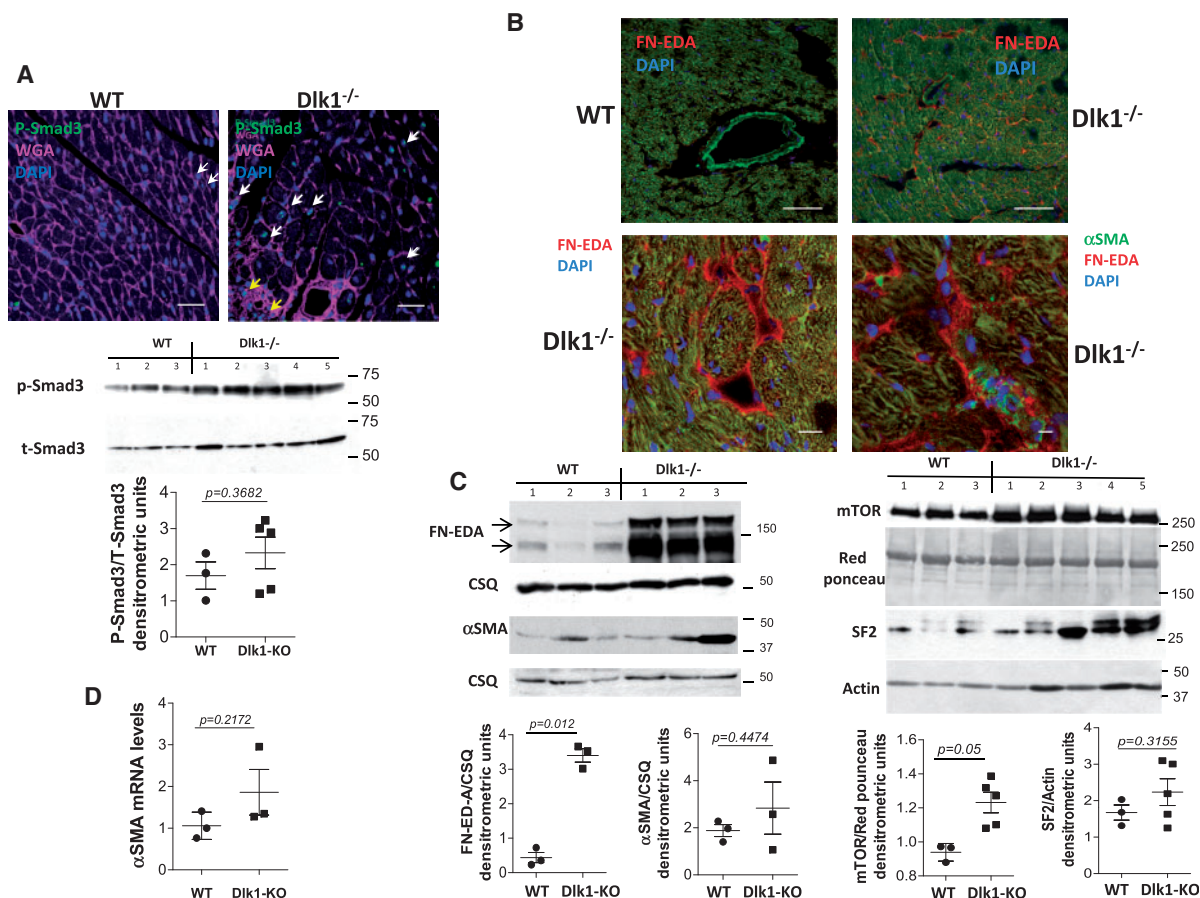 A
WT
Dlk1-/-
P-Smad3
WGA
DAPI
P-Smad3
WGA
DAPI
WT
Dlk1-/-
1 2 3 1 2 3 4 5
p-Smad3
75
50
t-Smad3
75
50
p=0.3682
P-Smad3/T-Smad3
densitrometric units
4
3
2
1
0
WT
Dlk1-KO
B
FN-EDA
DAPI
WT
FN-EDA
DAPI
Dlk1-/-
FN-EDA
DAPI
Dlk1-/-
αSMA
FN-EDA
DAPI
Dlk1-/-
C
WT
Dlk1-/-
1 2 3 1 2 3
FN-EDA
150
CSQ
50
αSMA
50
37
CSQ
50
WT
Dlk1-/-
1 2 3 1 2 3 4 5
mTOR
250
Red
ponceau
250
150
SF2
25
Actin
50
37
p=0.012
FN-ED-A/CSQ
densitrometric units
4
3
2
1
0
WT
Dlk1-KO
p=0.4474
αSMA/CSQ
densitrometric units
6
4
2
0
WT
Dlk1-KO
p=0.05
mTOR/Red pounceau
densitrometric units
1.6
1.4
1.2
1.0
0.8
WT
Dlk1-KO
p=0.3155
SF2/Actin
densitrometric units
4
3
2
1
0
WT
Dlk1-KO
D
p=0.2172
αSMA mRNA levels
4
3
2
1
0
WT
Dlk1-KO